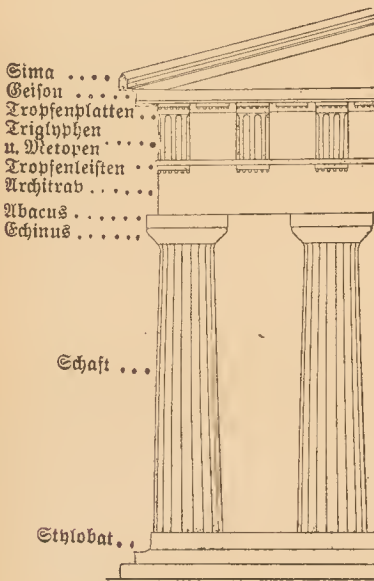 Sima
Geison
Tropfenplatten
Triglyphen
u. Metopen
Tropfenleisten
Architrav
Abacus
Echinus
Schaft
Stylobat